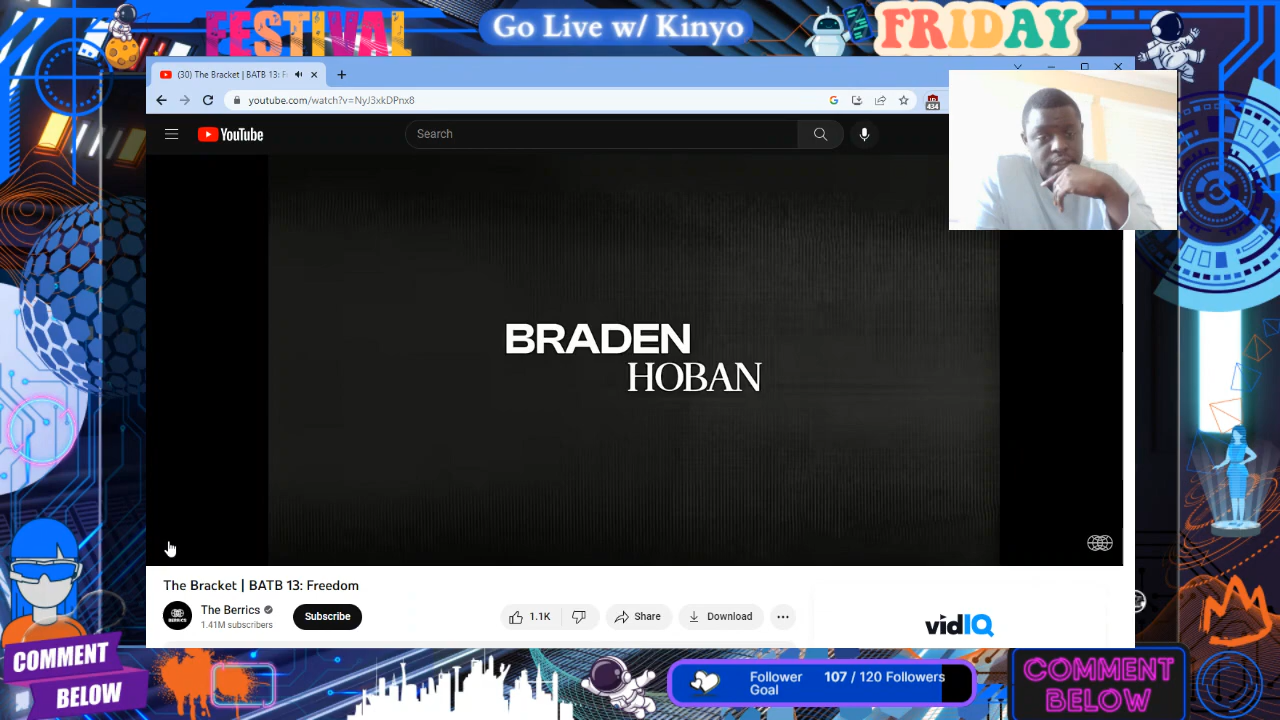 FESTIVAL
Go Live w/ Kinyo
FRIDAY
(30) The Bracket | BATB 13: F
youtube.com/watch?v=NyJ3xkDPnx8
434
YouTube
Search
BRADEN
HOBAN
The Bracket | BATB 13: Freedom
The Berrics
1.41M subscribers
Subscribe
1.1K
Share
Download
vidIQ
COMMENT
BELOW
Follower
Goal
107 / 120 Followers
COMMENT
BELOW